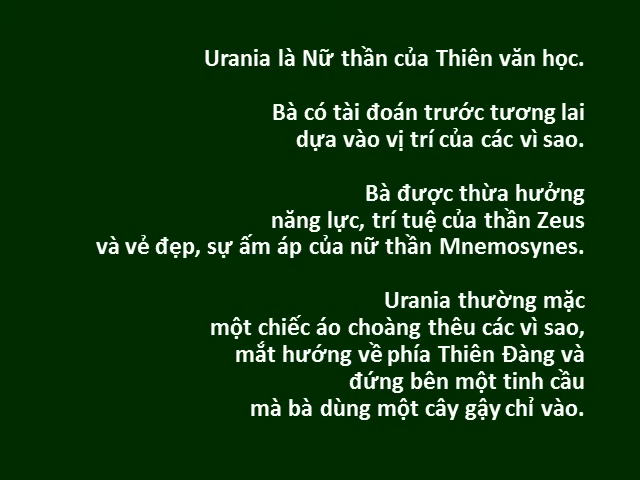 Urania là Nữ thần của Thiên văn học.
Bà có tài đoán trước tương lai
dựa vào vị trí của các vì sao.
Bà được thừa hưởng
năng lực, trí tuệ của thần Zeus
và vẻ đẹp, sự ấm áp của nữ thần Mnemosynes.
Urania thường mặc
một chiếc áo choàng thêu các vì sao,
mắt hướng về phía Thiên Đàng và
đứng bên một tinh cầu
mà bà dùng một cây gậy chỉ vào.